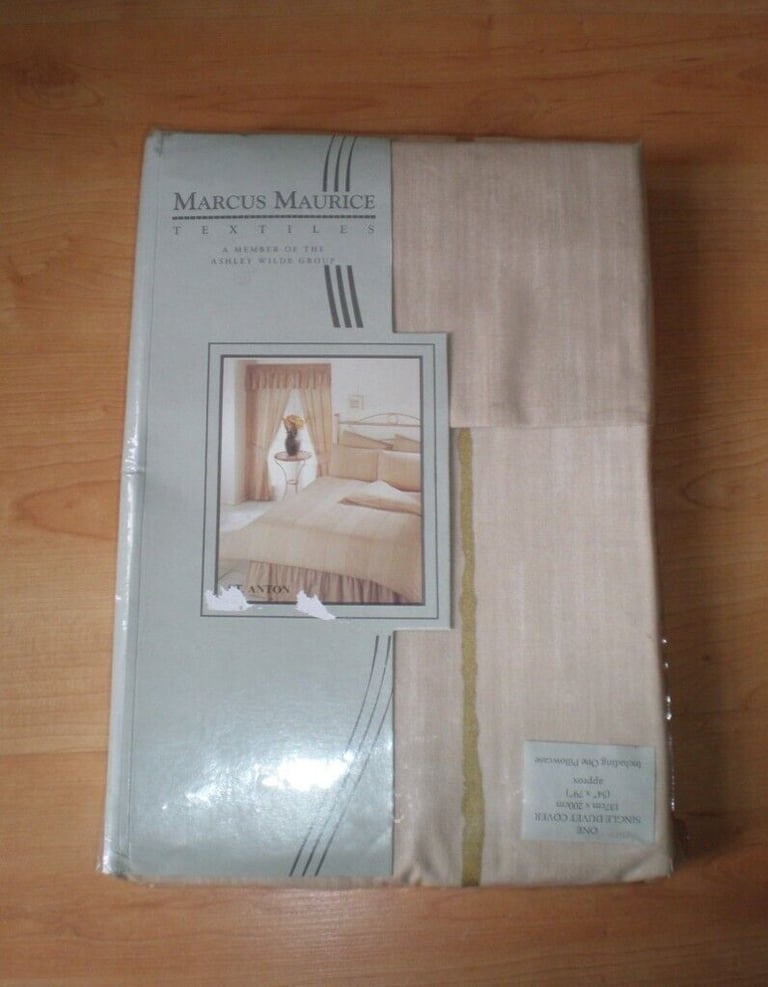 MARCUS MAURICE
TEXTILES
A MEMBER OF THE
ASHLEY WILDE GROUP
ANTON
ONE
SINGLE DUVET COVER
137cm x 200cm
(54" x 79")
approx
Including One Pillowcase